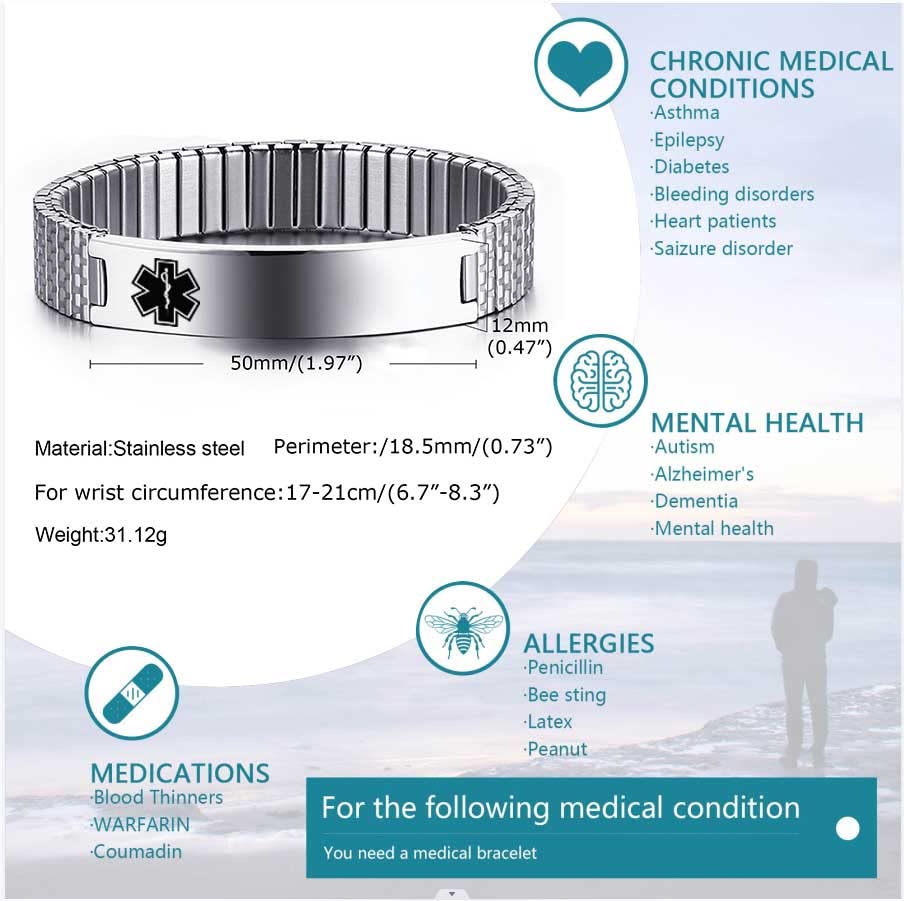 CHRONIC MEDICAL
CONDITIONS
·Asthma
·Epilepsy
·Diabetes
·Bleeding disorders
·Heart patients
·Saizure disorder
12mm
(0.47”)
50mm/(1.97”)
Material:Stainless steel
Perimeter:/18.5mm/(0.73”)
For wrist circumference:17-21cm/(6.7”-8.3”)
Weight:31.12g
MENTAL HEALTH
·Autism
·Alzheimer's
·Dementia
·Mental health
ALLERGIES
·Penicillin
·Bee sting
·Latex
·Peanut
MEDICATIONS
·Blood Thinners
·WARFARIN
·Coumadin
For the following medical condition
You need a medical bracelet